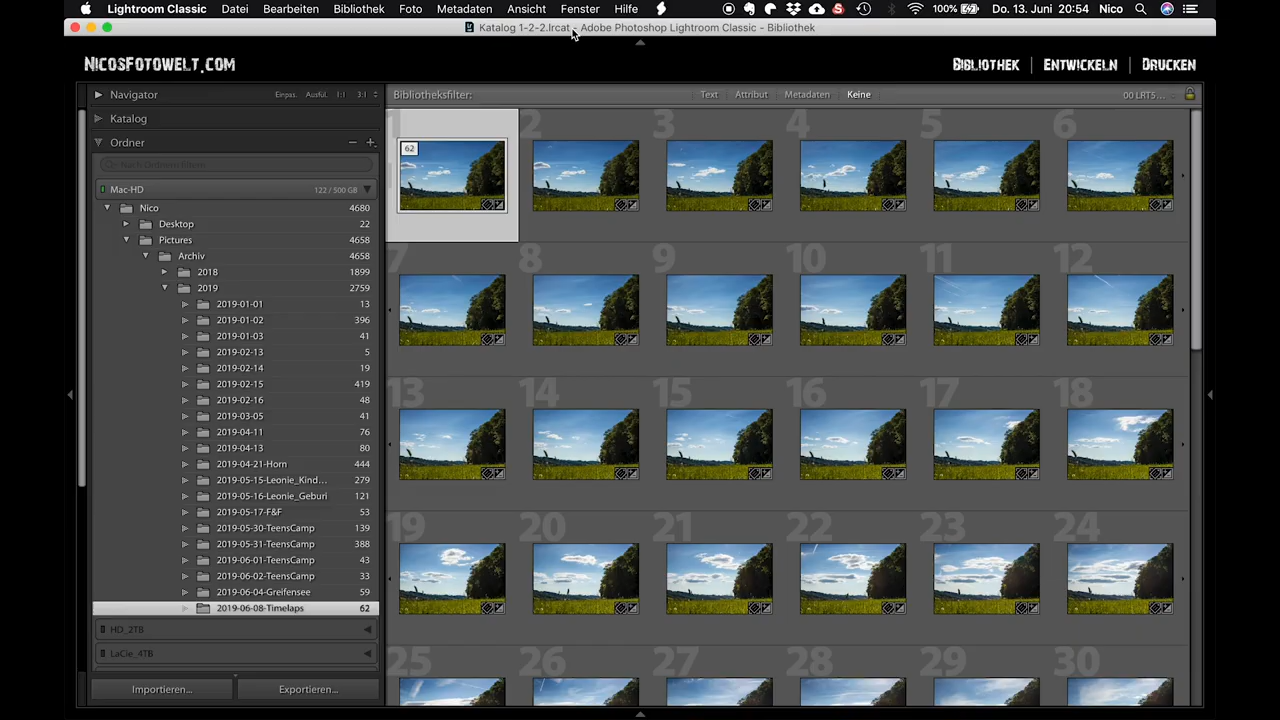 Lightroom Classic Datei Bearbeiten Bibliothek Foto Metadaten Ansicht Fenster Hilfe 100% Do. 13. Juni 20:54 Nico
Katalog 1-2-2.lrcat - Adobe Photoshop Lightroom Classic - Bibliothek
NicosFotowelt.com
Bibliothek | Entwickeln | Drucken
Navigator Einpas. Ausfül. 1:1 3:1
Bibliotheksfilter: Text Attribut Metadaten Keine 00 LRT5...
Katalog
Ordner
Nach Ordnern filtern
Mac-HD 122 / 500 GB
Nico 4680
Desktop 22
Pictures 4658
Archiv 4658
2018 1899
2019 2759
2019-01-01 13
2019-01-02 396
2019-01-03 41
2019-02-13 5
2019-02-14 19
2019-02-15 419
2019-02-16 48
2019-03-05 41
2019-04-11 76
2019-04-13 80
2019-04-21-Horn 444
2019-05-15-Leonie_Kind... 279
2019-05-16-Leonie_Geburi 121
2019-05-17-F&F 53
2019-05-30-TeensCamp 139
2019-05-31-TeensCamp 388
2019-06-01-TeensCamp 43
2019-06-02-TeensCamp 33
2019-06-04-Greifensee 59
2019-06-08-Timelaps 62
HD_2TB
LaCie_4TB
Importieren... Exportieren...
1 2 3 4 5 6
62
7 8 9 10 11 12
13 14 15 16 17 18
19 20 21 22 23 24
25 26 27 28 29 30